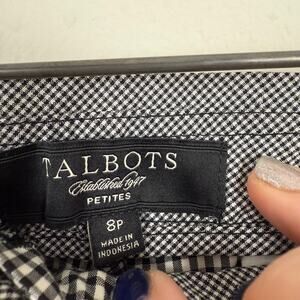 TALBOTS
Established 1947
PETITES
8P
MADE IN
INDONESIA